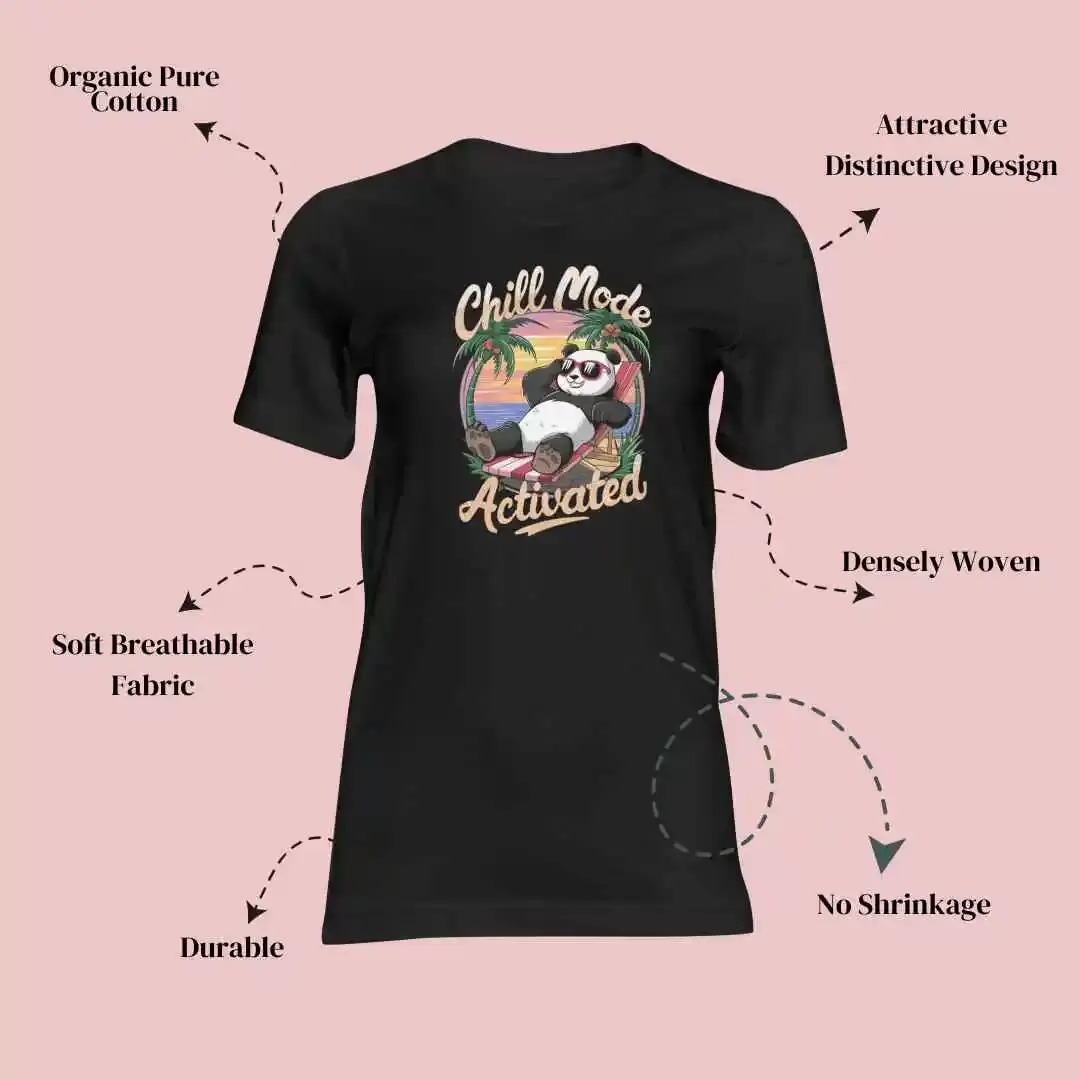 Organic Pure
Cotton
Attractive
Distinctive Design
Chill Mode
Activated
Densely Woven
Soft Breathable
Fabric
No Shrinkage
Durable